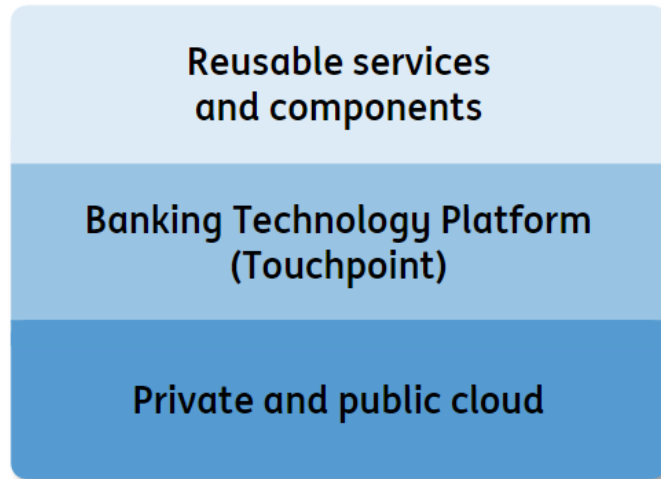 Reusable services
and components
Banking Technology Platform
(Touchpoint)
Private and public cloud